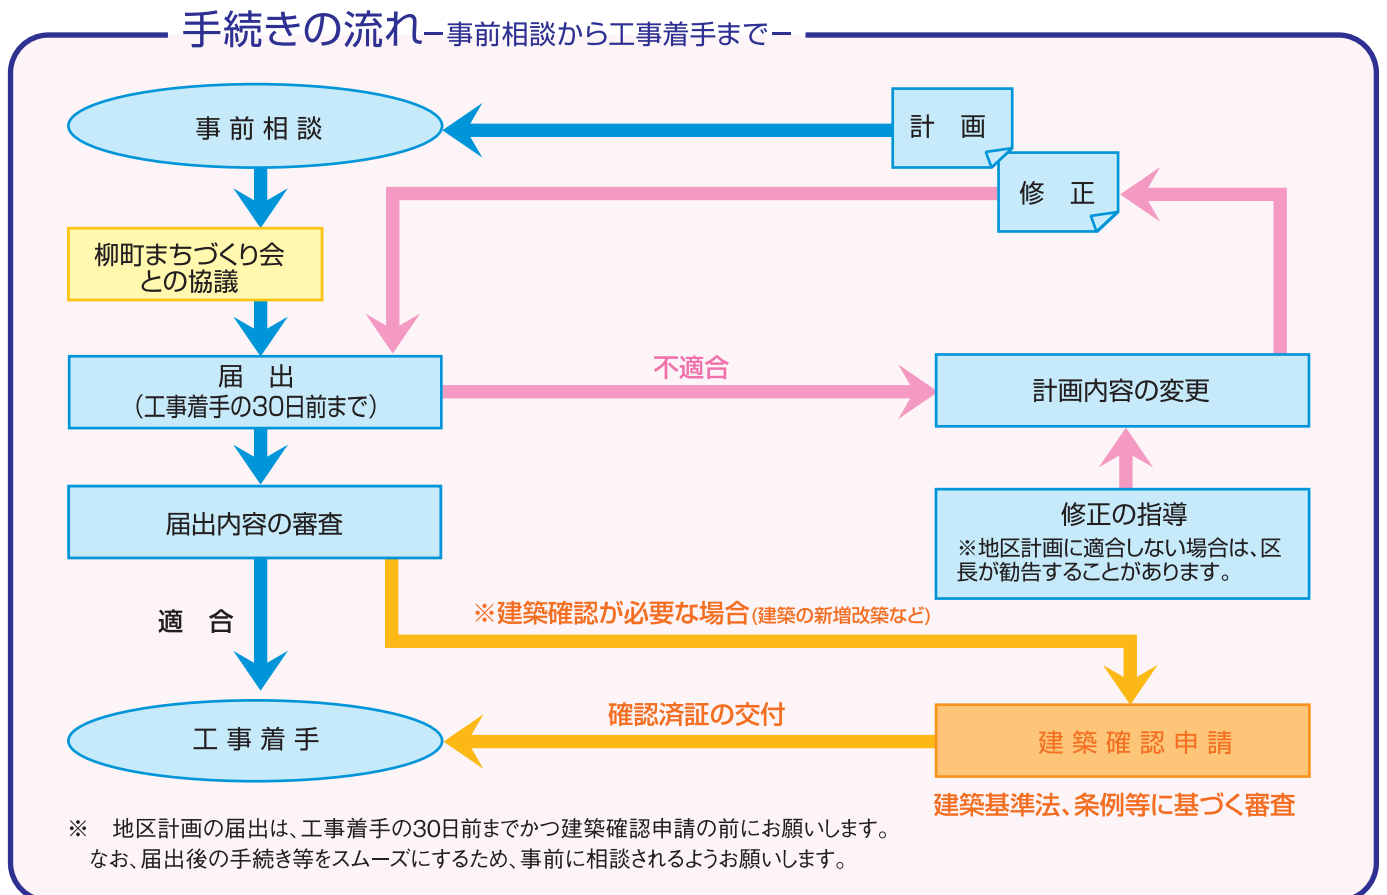 手続きの流れ−事前相談から工事着手まで−
事前相談
計　画
修　正
柳町まちづくり会
との協議
届　出
（工事着手の30日前まで）
不適合
計画内容の変更
届出内容の審査
修正の指導
※地区計画に適合しない場合は、区
長が勧告することがあります。
適　合
※建築確認が必要な場合(建築の新増改築など)
工事着手
確認済証の交付
建築確認申請
建築基準法、条例等に基づく審査
※　地区計画の届出は、工事着手の30日前までかつ建築確認申請の前にお願いします。
なお、届出後の手続き等をスムーズにするため、事前に相談されるようお願いします。